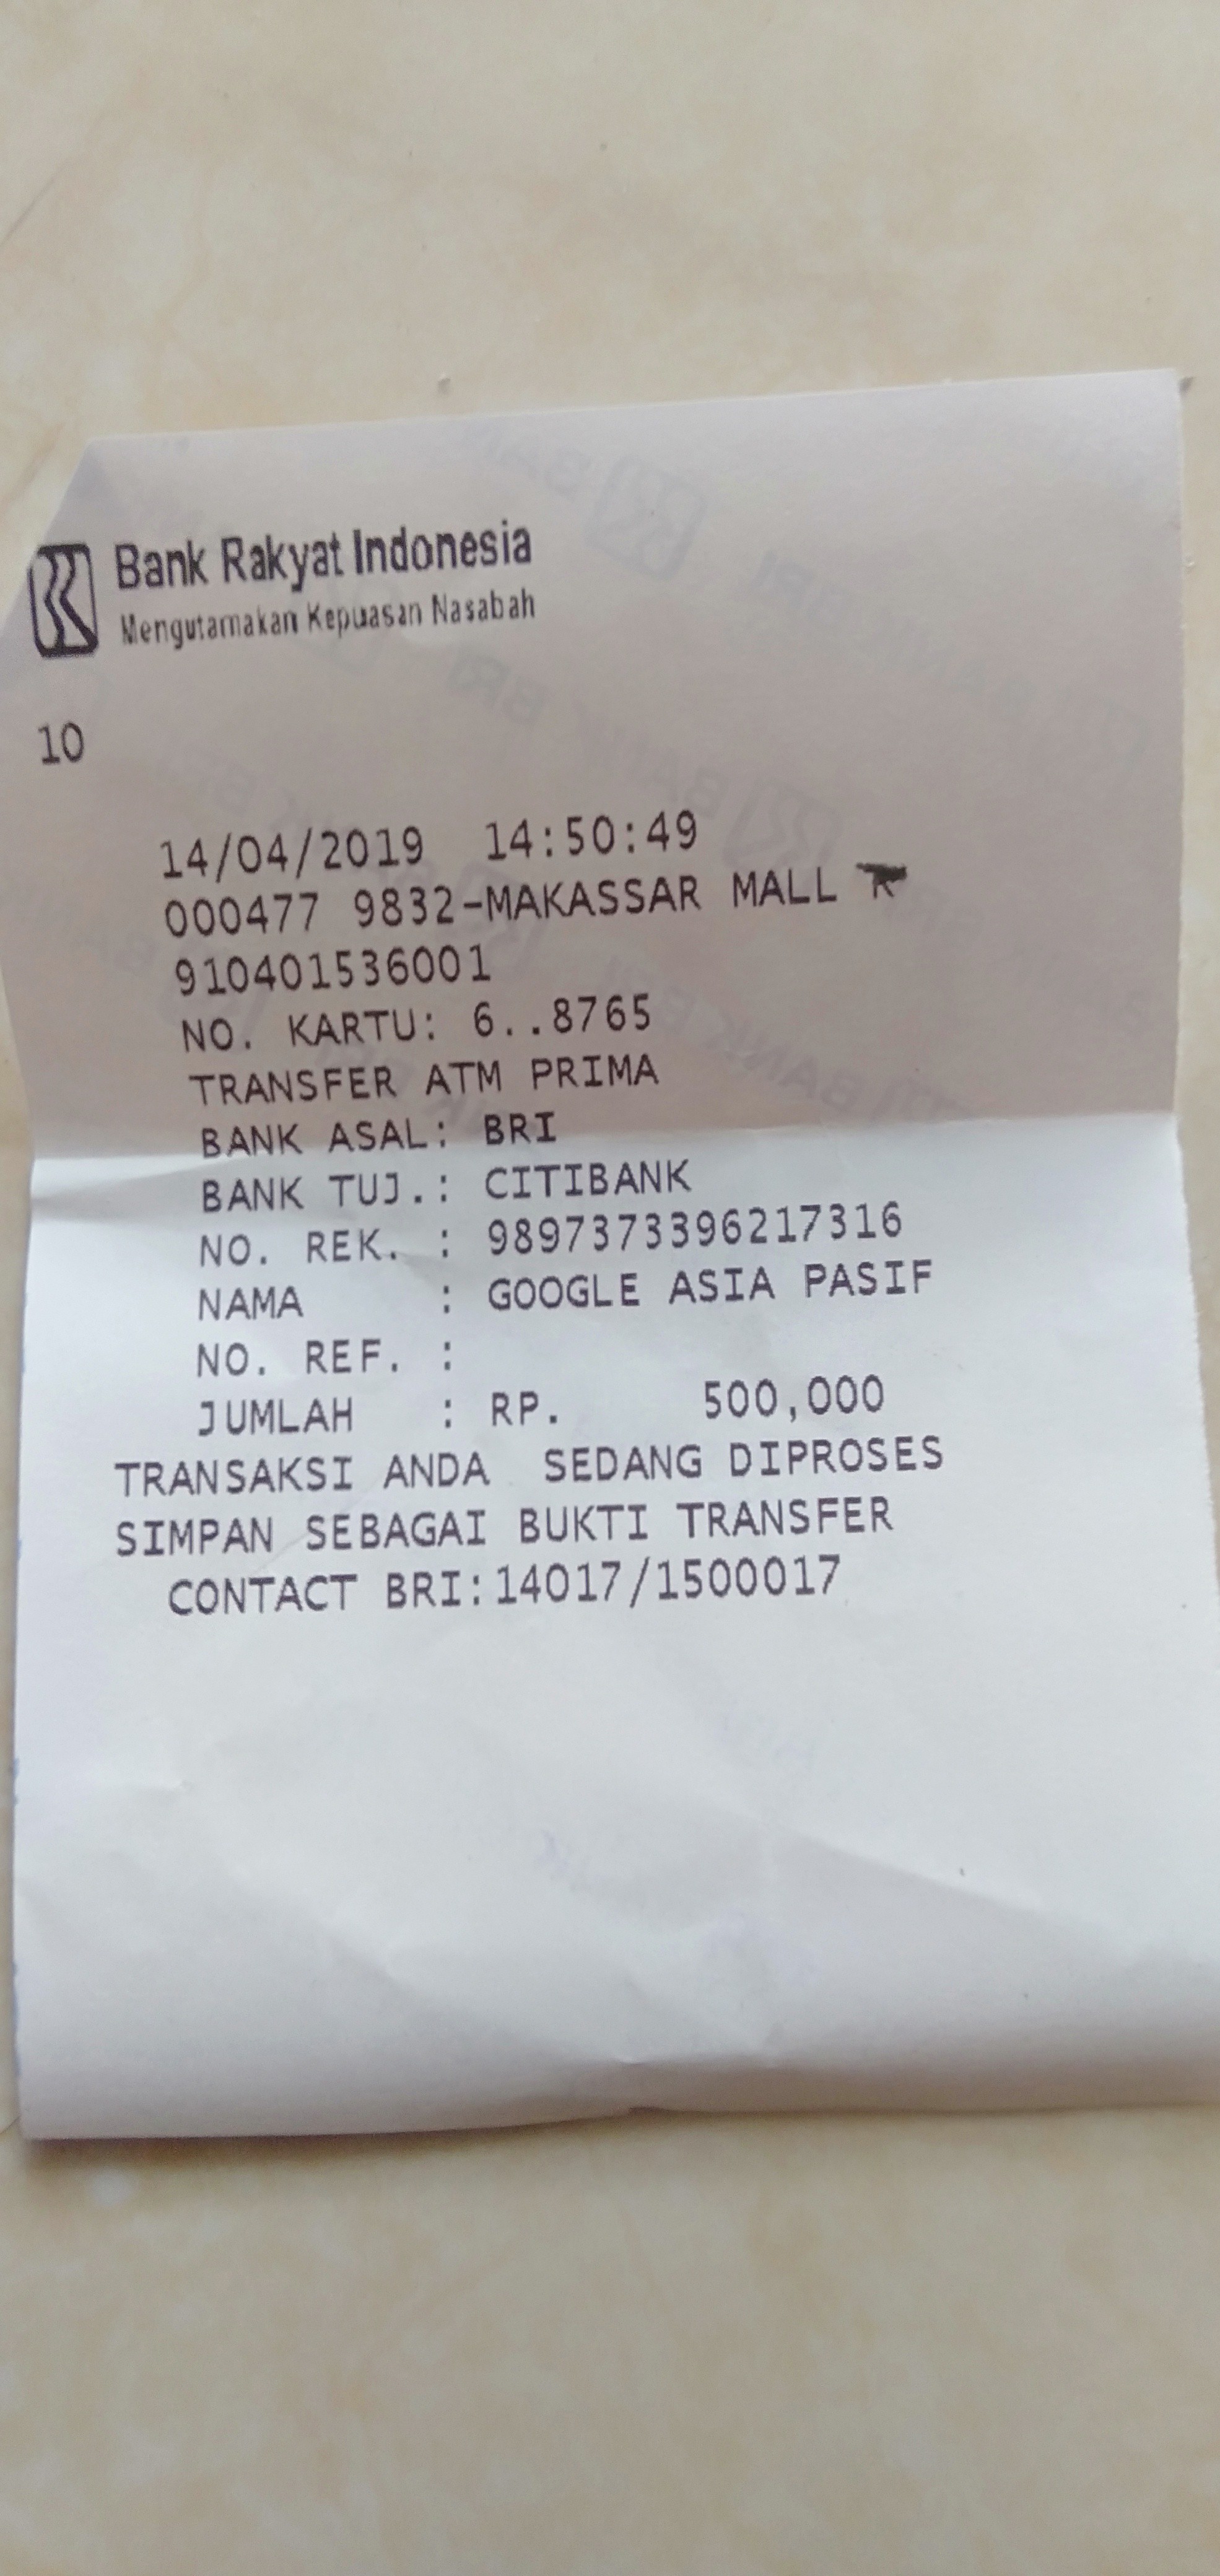 Bank Rakyat Indonesia
Mengutamakan Kepuasan Nasabah
10
14/04/2019 14:50:49
000477 9832-MAKASSAR MALL
910401536001
NO. KARTU: 6..8765
TRANSFER ATM PRIMA
BANK ASAL: BRI
BANK TUJ.: CITIBANK
NO. REK. : 9897373396217316
NAMA : GOOGLE ASIA PASIF
NO. REF. :
JUMLAH : RP. 500,000
TRANSAKSI ANDA SEDANG DIPROSES
SIMPAN SEBAGAI BUKTI TRANSFER
CONTACT BRI:14017/1500017